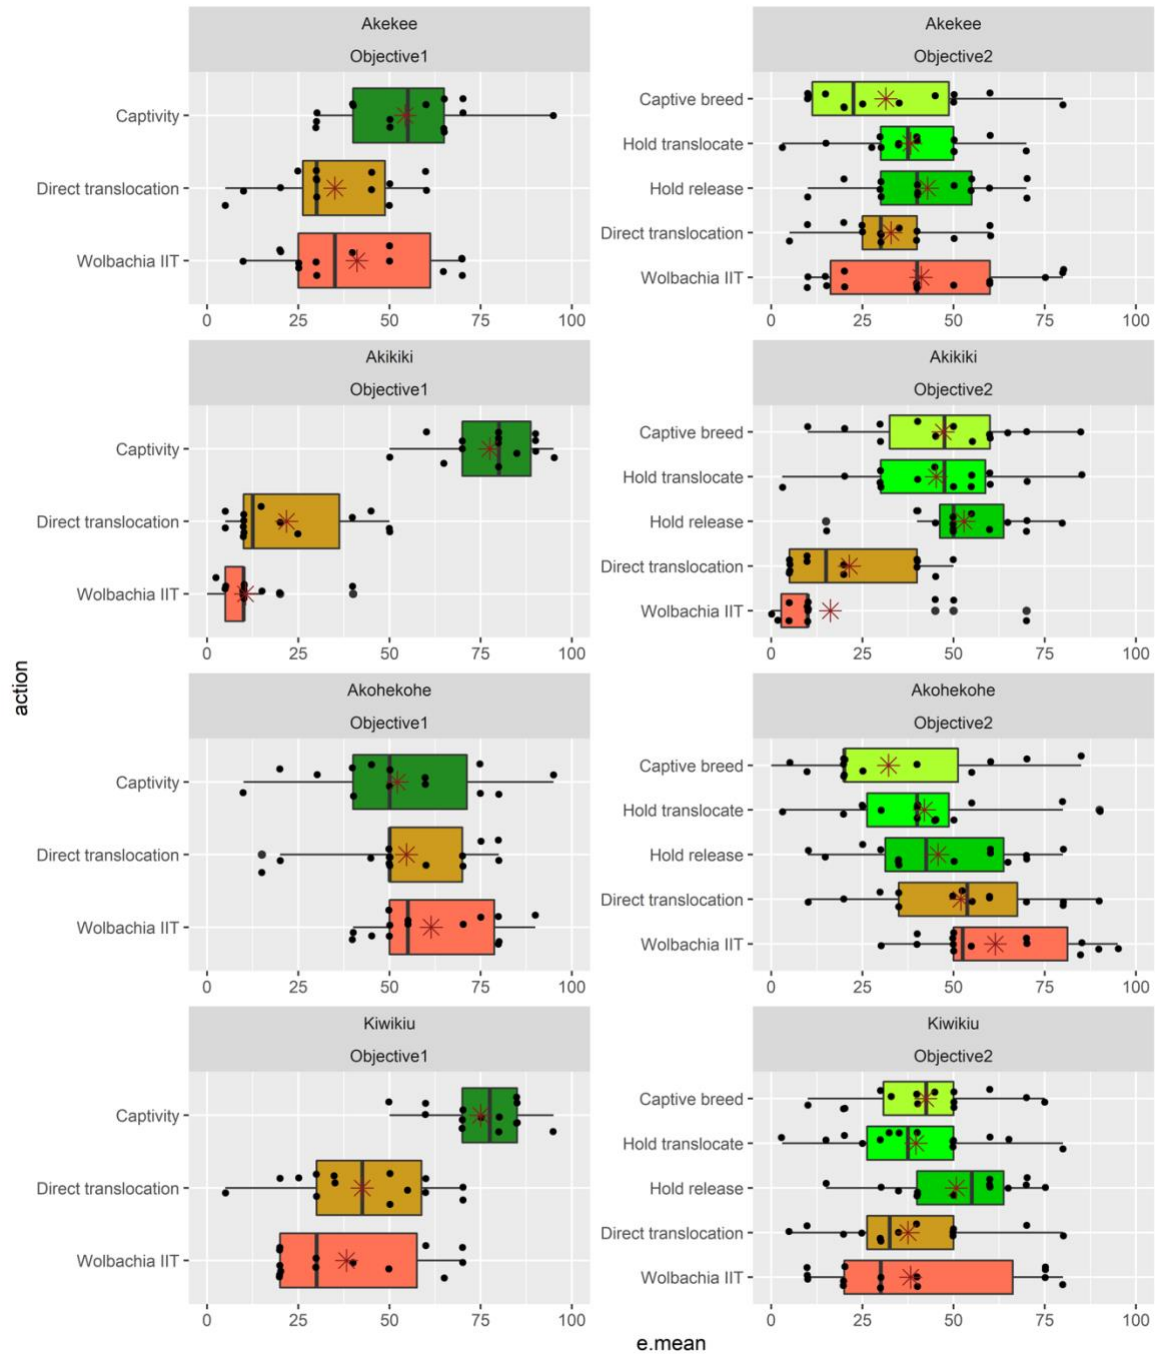 Akekee
Objective1
Captivity
Direct translocation
Wolbachia IIT
0 25 50 75 100
Akekee
Objective2
Captive breed
Hold translocate
Hold release
Direct translocation
Wolbachia IIT
0 25 50 75 100
Akikiki
Objective1
Captivity
Direct translocation
Wolbachia IIT
0 25 50 75 100
Akikiki
Objective2
Captive breed
Hold translocate
Hold release
Direct translocation
Wolbachia IIT
0 25 50 75 100
action
Akohekohe
Objective1
Captivity
Direct translocation
Wolbachia IIT
0 25 50 75 100
Akohekohe
Objective2
Captive breed
Hold translocate
Hold release
Direct translocation
Wolbachia IIT
0 25 50 75 100
Kiwikiu
Objective1
Captivity
Direct translocation
Wolbachia IIT
0 25 50 75 100
Kiwikiu
Objective2
Captive breed
Hold translocate
Hold release
Direct translocation
Wolbachia IIT
0 25 50 75 100
e.mean